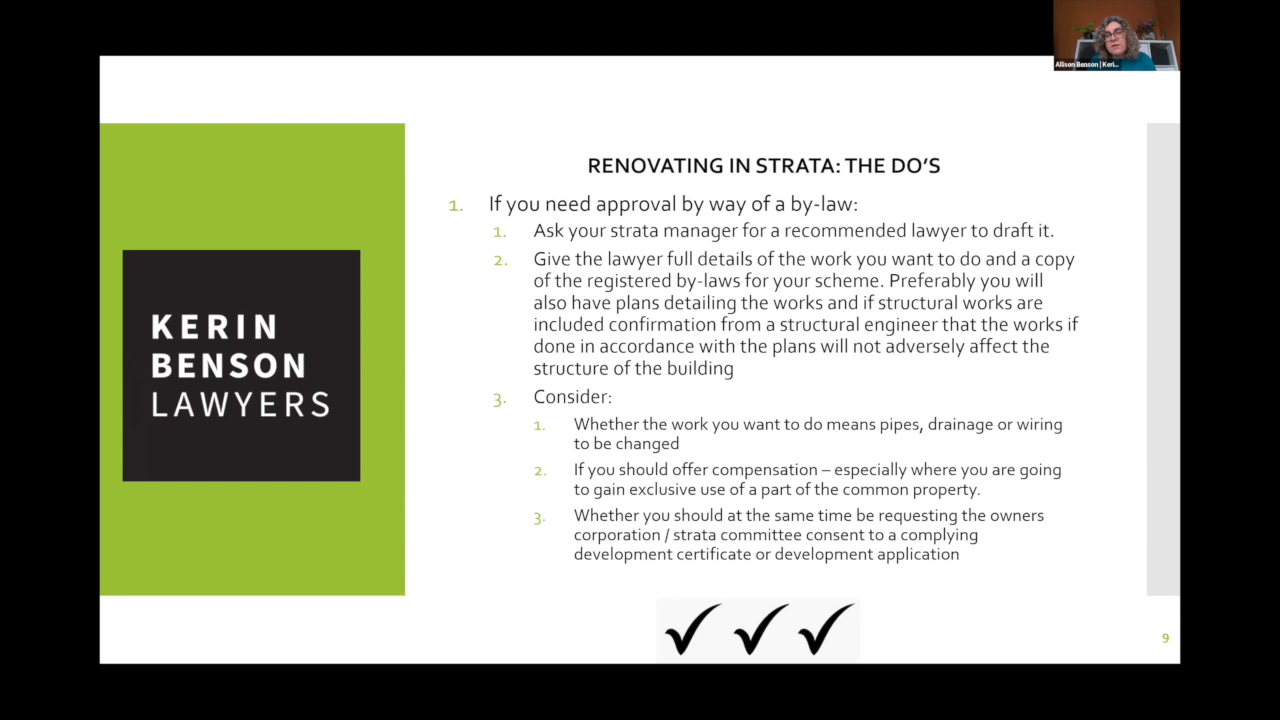 Allison Benson | Keri...
RENOVATING IN STRATA: THE DO'S
1. If you need approval by way of a by-law:
1. Ask your strata manager for a recommended lawyer to draft it.
2. Give the lawyer full details of the work you want to do and a copy
of the registered by-laws for your scheme. Preferably you will
also have plans detailing the works and if structural works are
included confirmation from a structural engineer that the works if
done in accordance with the plans will not adversely affect the
structure of the building
3. Consider:
1. Whether the work you want to do means pipes, drainage or wiring
to be changed
2. If you should offer compensation – especially where you are going
to gain exclusive use of a part of the common property.
3. Whether you should at the same time be requesting the owners
corporation / strata committee consent to a complying
development certificate or development application
KERIN
BENSON
LAWYERS
9